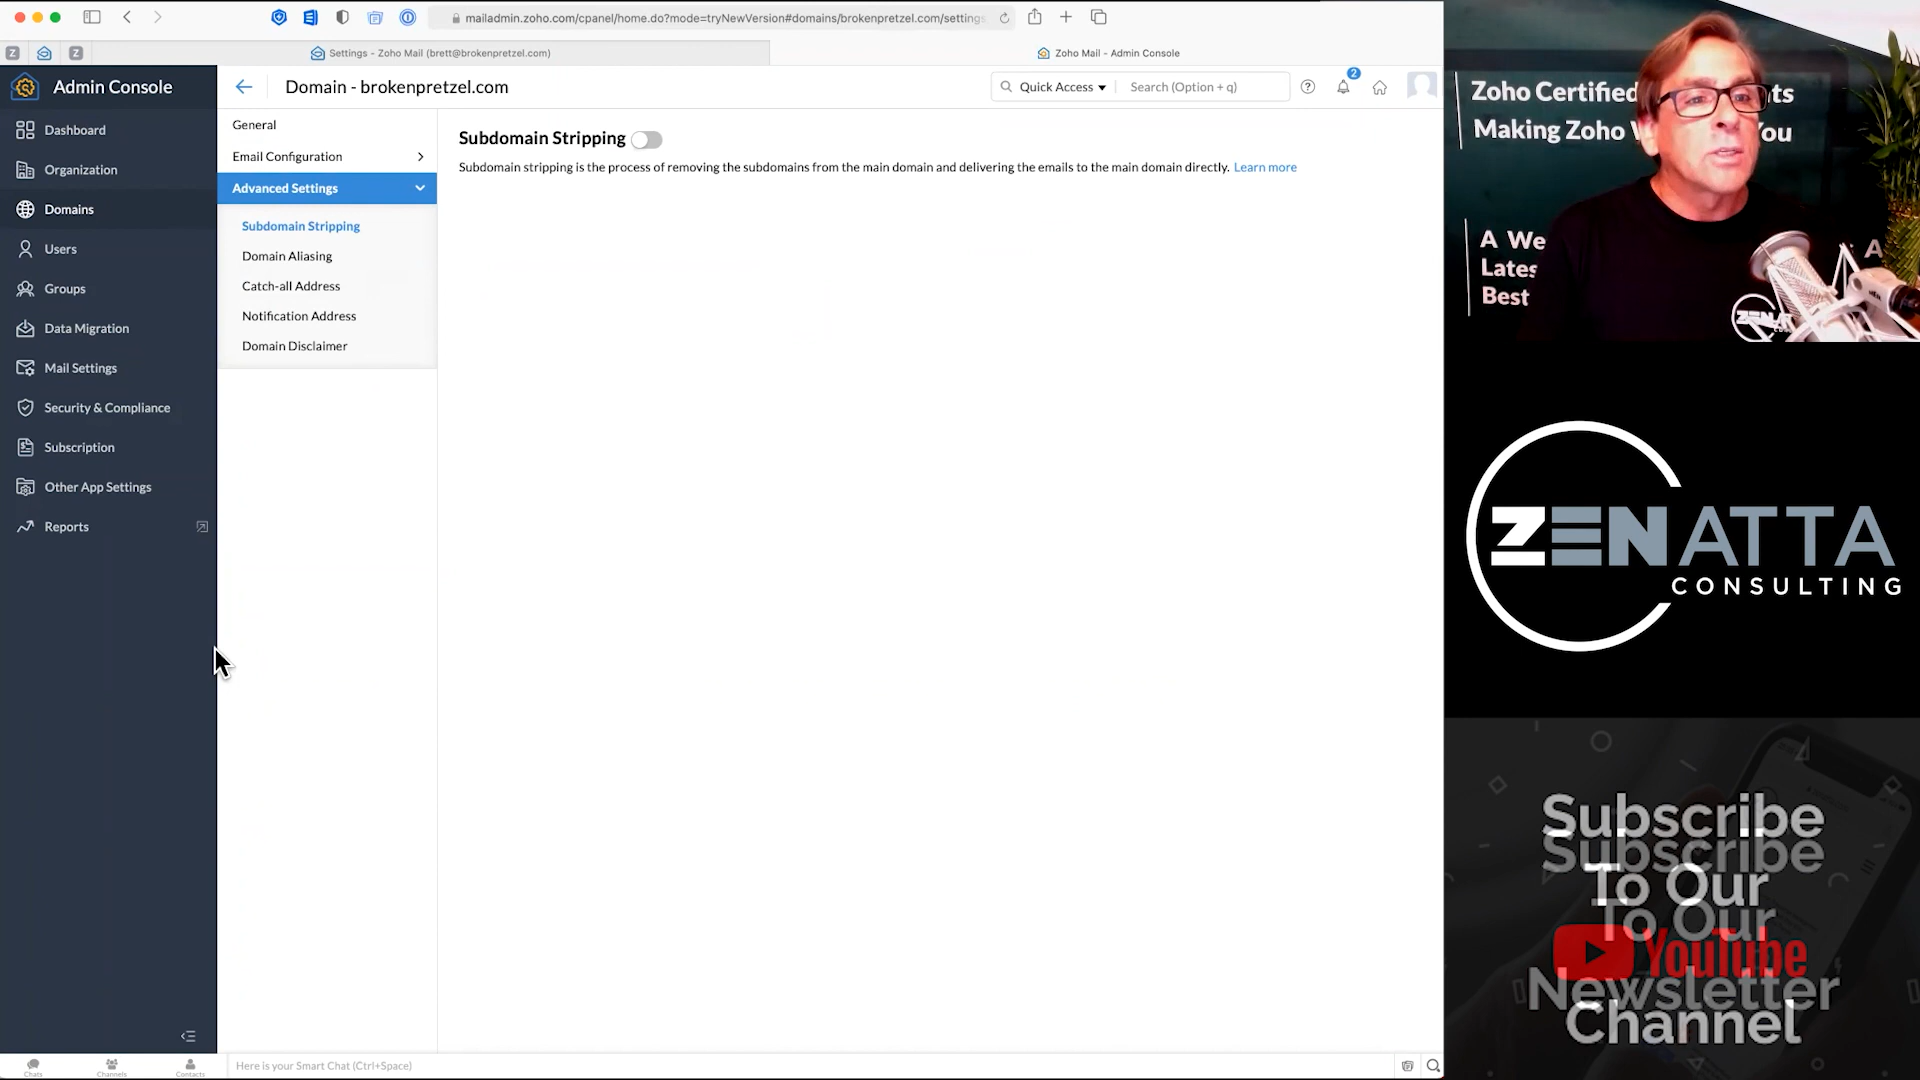 mailadmin.zoho.com/cpanel/home.do?mode=tryNewVersion#domains/brokenpretzel.com/settings
Settings - Zoho Mail (brett@brokenpretzel.com)
Zoho Mail - Admin Console
Admin Console
Domain - brokenpretzel.com
Quick Access
Search (Option + q)
2
Dashboard
Organization
Domains
Users
Groups
Data Migration
Mail Settings
Security & Compliance
Subscription
Other App Settings
Reports
General
Email Configuration
Advanced Settings
Subdomain Stripping
Domain Aliasing
Catch-all Address
Notification Address
Domain Disclaimer
Subdomain Stripping
Subdomain stripping is the process of removing the subdomains from the main domain and delivering the emails to the main domain directly. Learn more
Chats
Channels
Contacts
Here is your Smart Chat (Ctrl+Space)
Zoho Certified
Making Zoho
A We
Best
ZENATTA
CONSULTING
Subscribe
Subscribe
To Our
To Our
YouTube
Newsletter
Channel